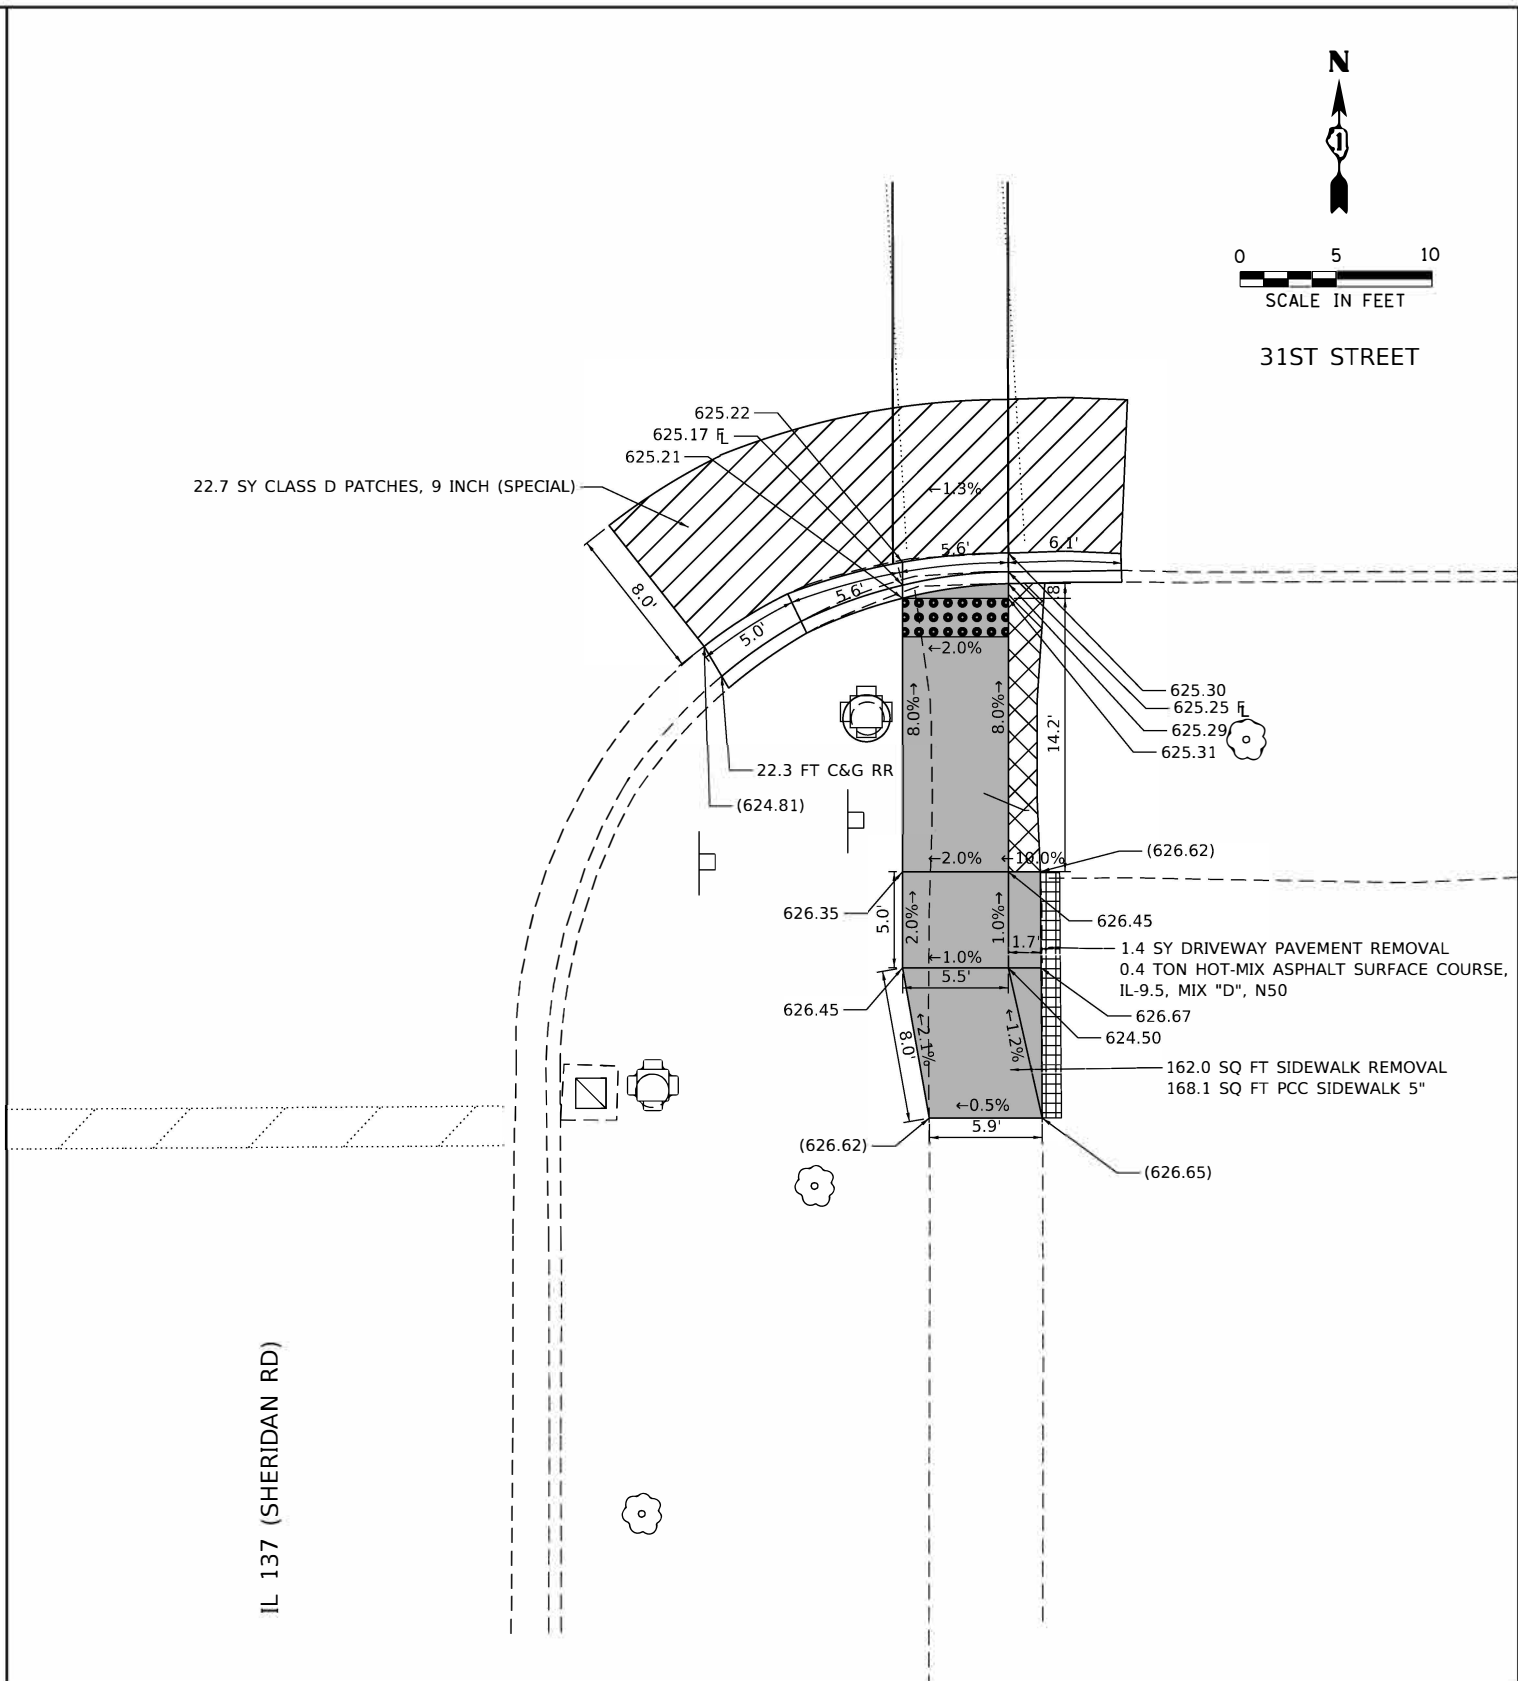 N
1
0 5 10
SCALE IN FEET
31ST STREET
625.22
625.17 FL
625.21
22.7 SY CLASS D PATCHES, 9 INCH (SPECIAL)
←1.3%
5.6'
6.1'
5.6'
5.0'
8.0'
8
←2.0%
8.0%→
8.0%→
14.2'
625.30
625.25 FL
625.29
625.31
22.3 FT C&G RR
(624.81)
←2.0%
←10.0%
(626.62)
626.35
626.45
5.0'
2.0%→
1.0%→
1.7'
←1.0%
5.5'
1.4 SY DRIVEWAY PAVEMENT REMOVAL
0.4 TON HOT-MIX ASPHALT SURFACE COURSE,
IL-9.5, MIX "D", N50
626.45
626.67
624.50
8.0'
←2.1%
←1.2%
162.0 SQ FT SIDEWALK REMOVAL
168.1 SQ FT PCC SIDEWALK 5"
←0.5%
5.9'
(626.62)
(626.65)
IL 137 (SHERIDAN RD)